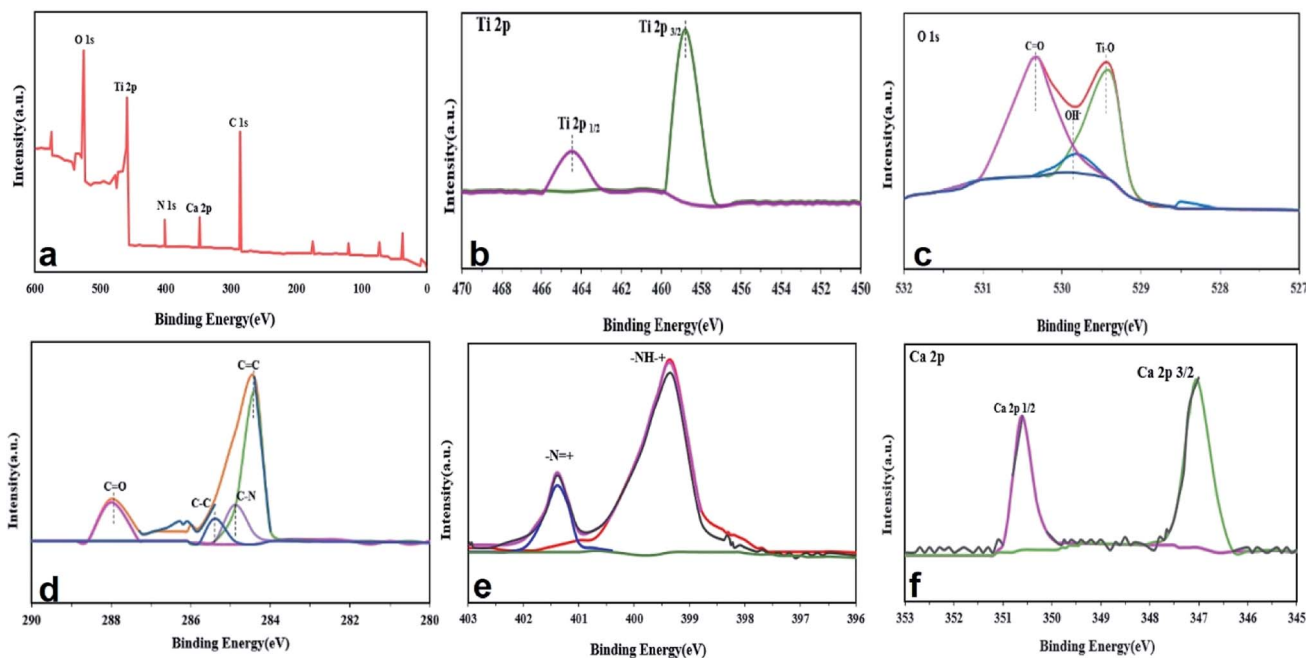 O 1s
Ti 2p
C 1s
N 1s
Ca 2p
Intensity(a.u.)
a
600 500 400 300 200 100 0
Binding Energy(eV)
Ti 2p
Ti 2p 3/2
Ti 2p 1/2
Intensity(a.u.)
b
470 468 466 464 462 460 458 456 454 452 450
Binding Energy(eV)
O 1s
C=O
Ti-O
OH-
Intensity(a.u.)
c
532 531 530 529 528 527
Binding Energy(eV)
C=C
C=O
C-C
C-N
Intensity(a.u.)
d
290 288 286 284 282 280
Binding Energy(eV)
-NH-+
-N=+
Intensity(a.u.)
e
403 402 401 400 399 398 397 396
Binding Energy(eV)
Ca 2p
Ca 2p 3/2
Ca 2p 1/2
Intensity(a.u.)
f
353 352 351 350 349 348 347 346 345
Binding Energy(eV)